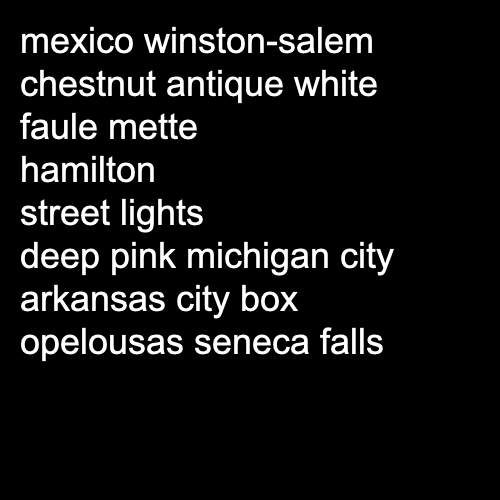 mexico winston-salem
chestnut antique white
faule mette
hamilton
street lights
deep pink michigan city
arkansas city box
opelousas seneca falls